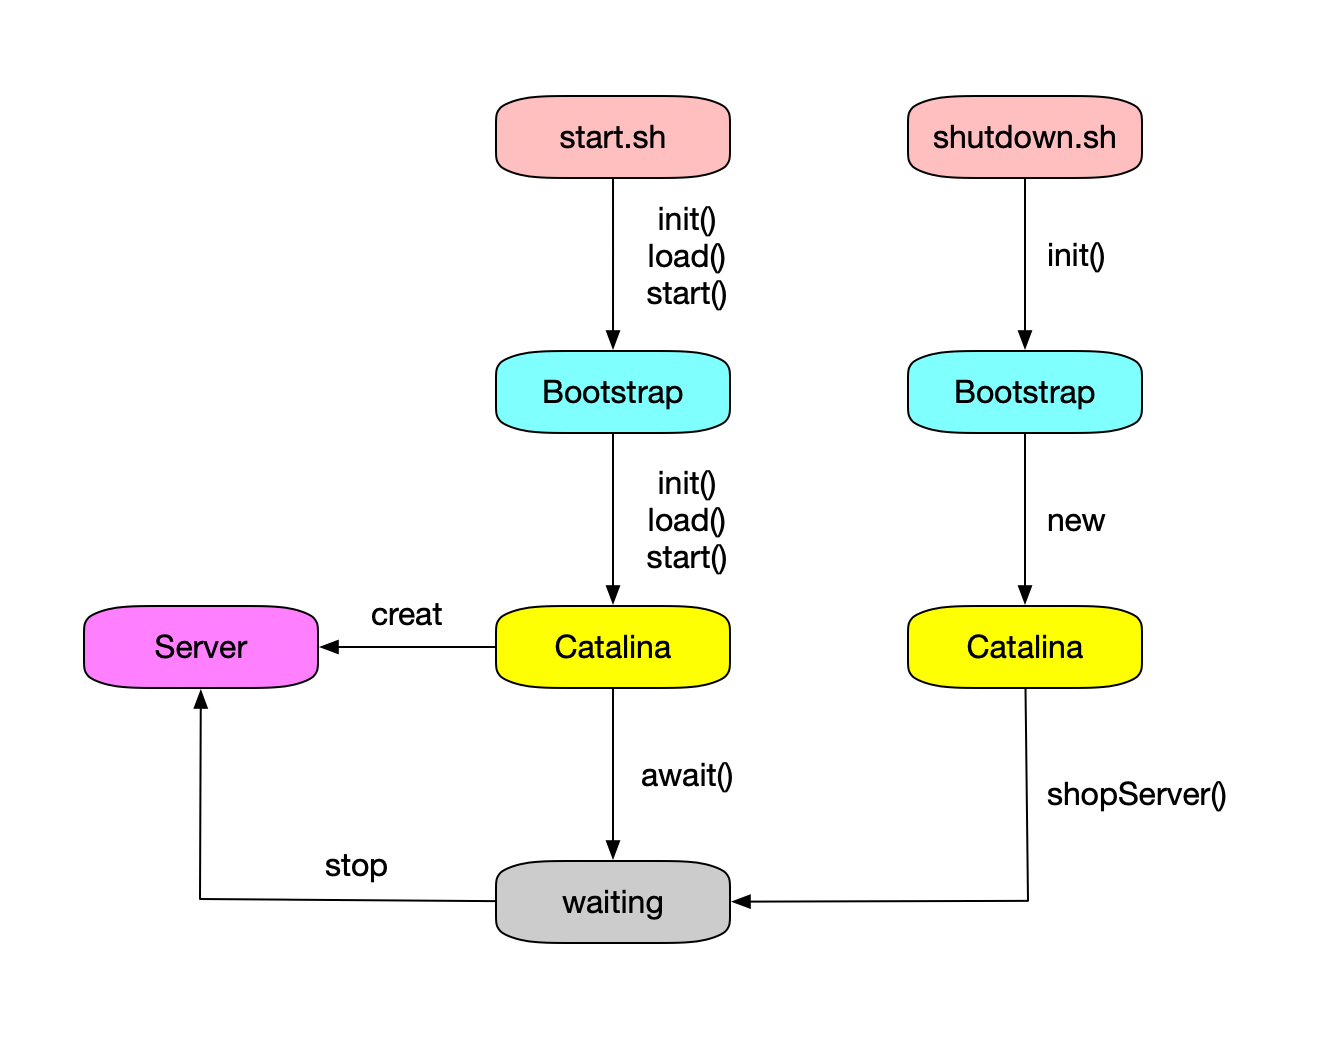 start.sh
shutdown.sh
init()
load()
start()
init()
Bootstrap
Bootstrap
init()
load()
start()
new
creat
Server
Catalina
Catalina
await()
shopServer()
stop
waiting